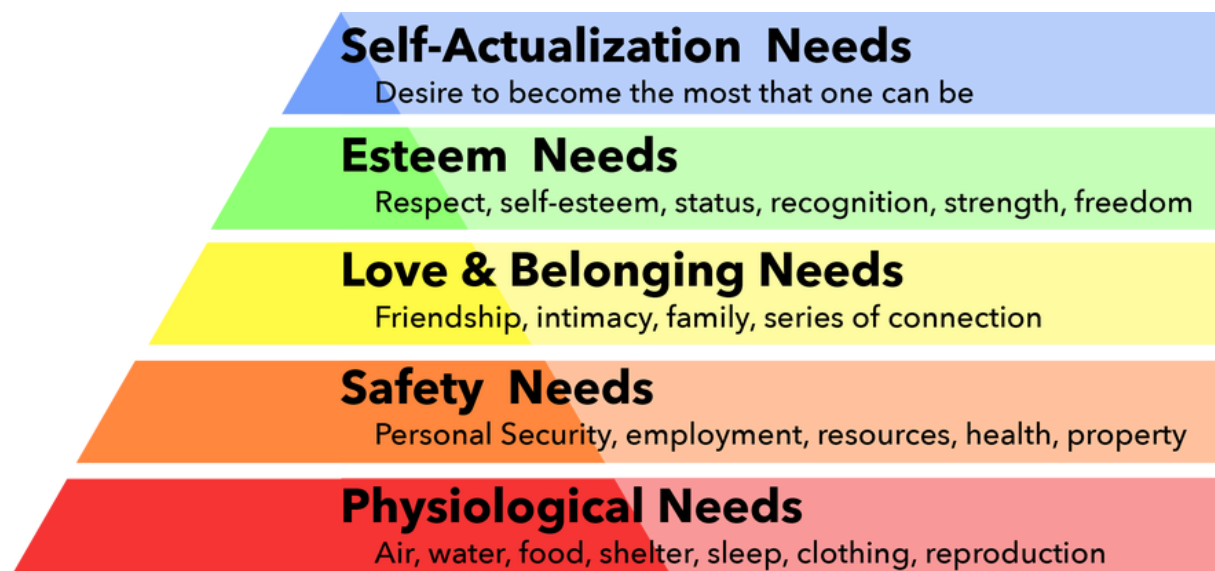 Self-Actualization Needs
Desire to become the most that one can be
Esteem Needs
Respect, self-esteem, status, recognition, strength, freedom
Love & Belonging Needs
Friendship, intimacy, family, series of connection
Safety Needs
Personal Security, employment, resources, health, property
Physiological Needs
Air, water, food, shelter, sleep, clothing, reproduction